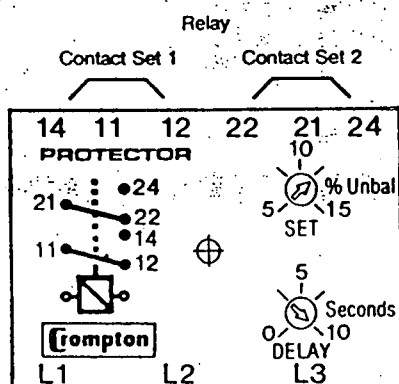 Relay
Contact Set 1 Contact Set 2
14 11 12 22 21 24
PROTECTOR
24
21
22
14
11
12
Crompton
10
% Unbal
5 15
SET
5
Seconds
0 10
DELAY
L1 L2 L3